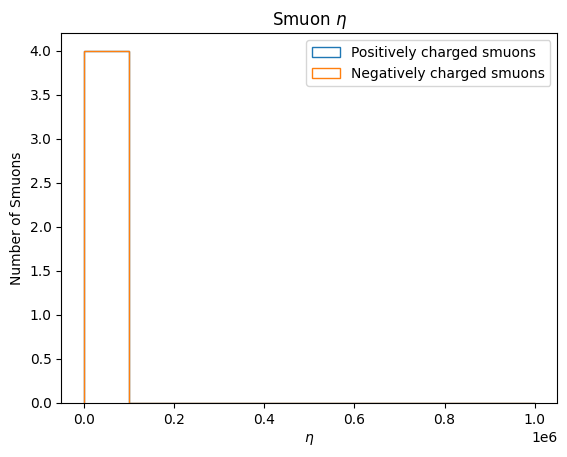 Smuon η
Positively charged smuons
Negatively charged smuons
Number of Smuons
4.0
3.5
3.0
2.5
2.0
1.5
1.0
0.5
0.0
0.0 0.2 0.4 0.6 0.8 1.0
1e6
η